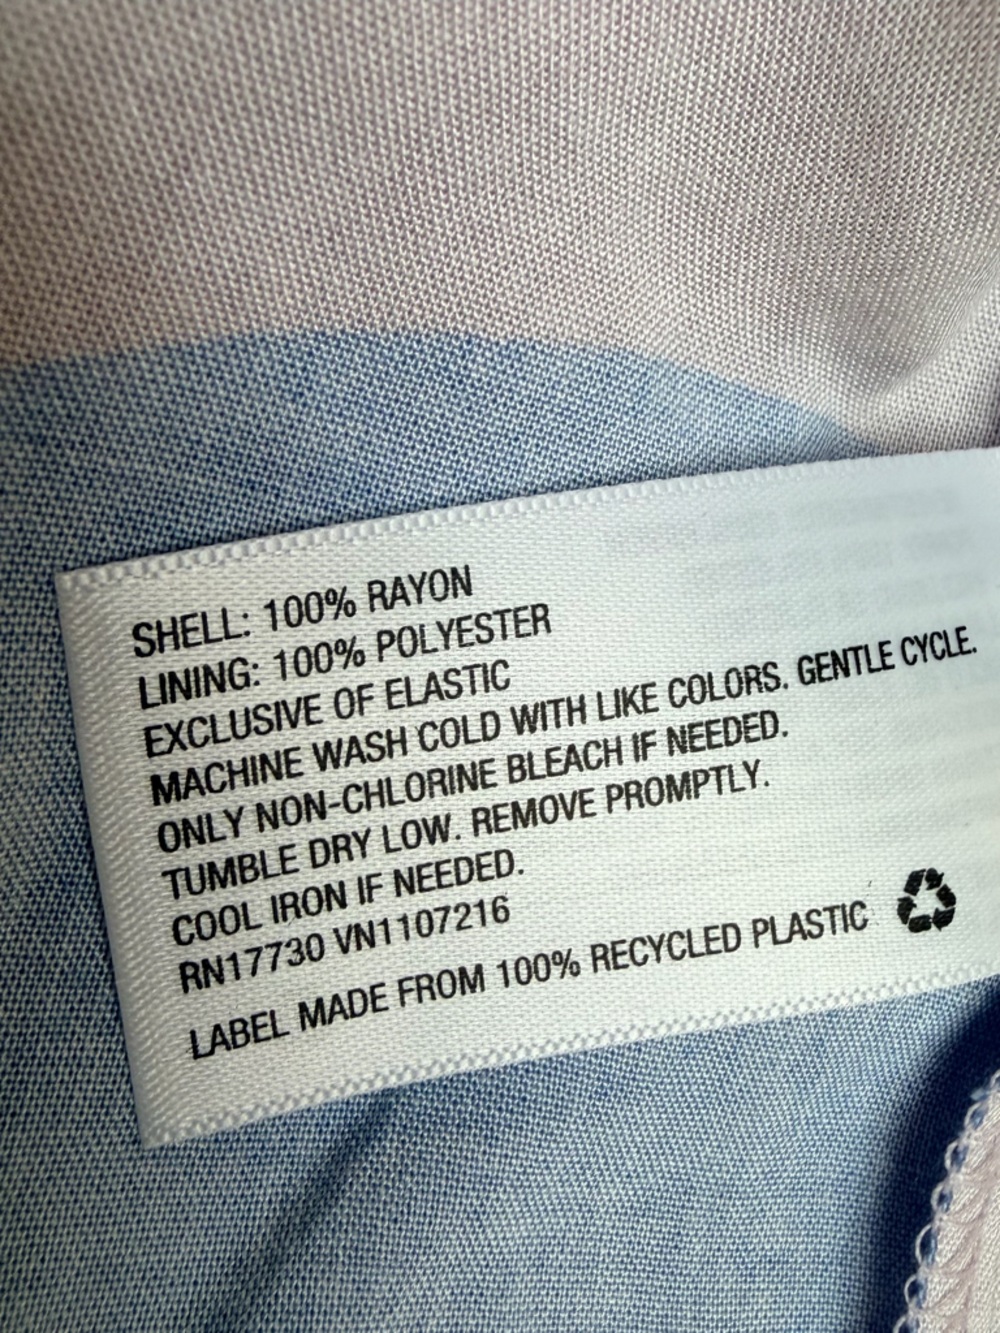 SHELL: 100% RAYON
LINING: 100% POLYESTER
EXCLUSIVE OF ELASTIC
MACHINE WASH COLD WITH LIKE COLORS. GENTLE CYCLE.
ONLY NON-CHLORINE BLEACH IF NEEDED.
TUMBLE DRY LOW. REMOVE PROMPTLY.
COOL IRON IF NEEDED.
RN17730 VN1107216
LABEL MADE FROM 100% RECYCLED PLASTIC